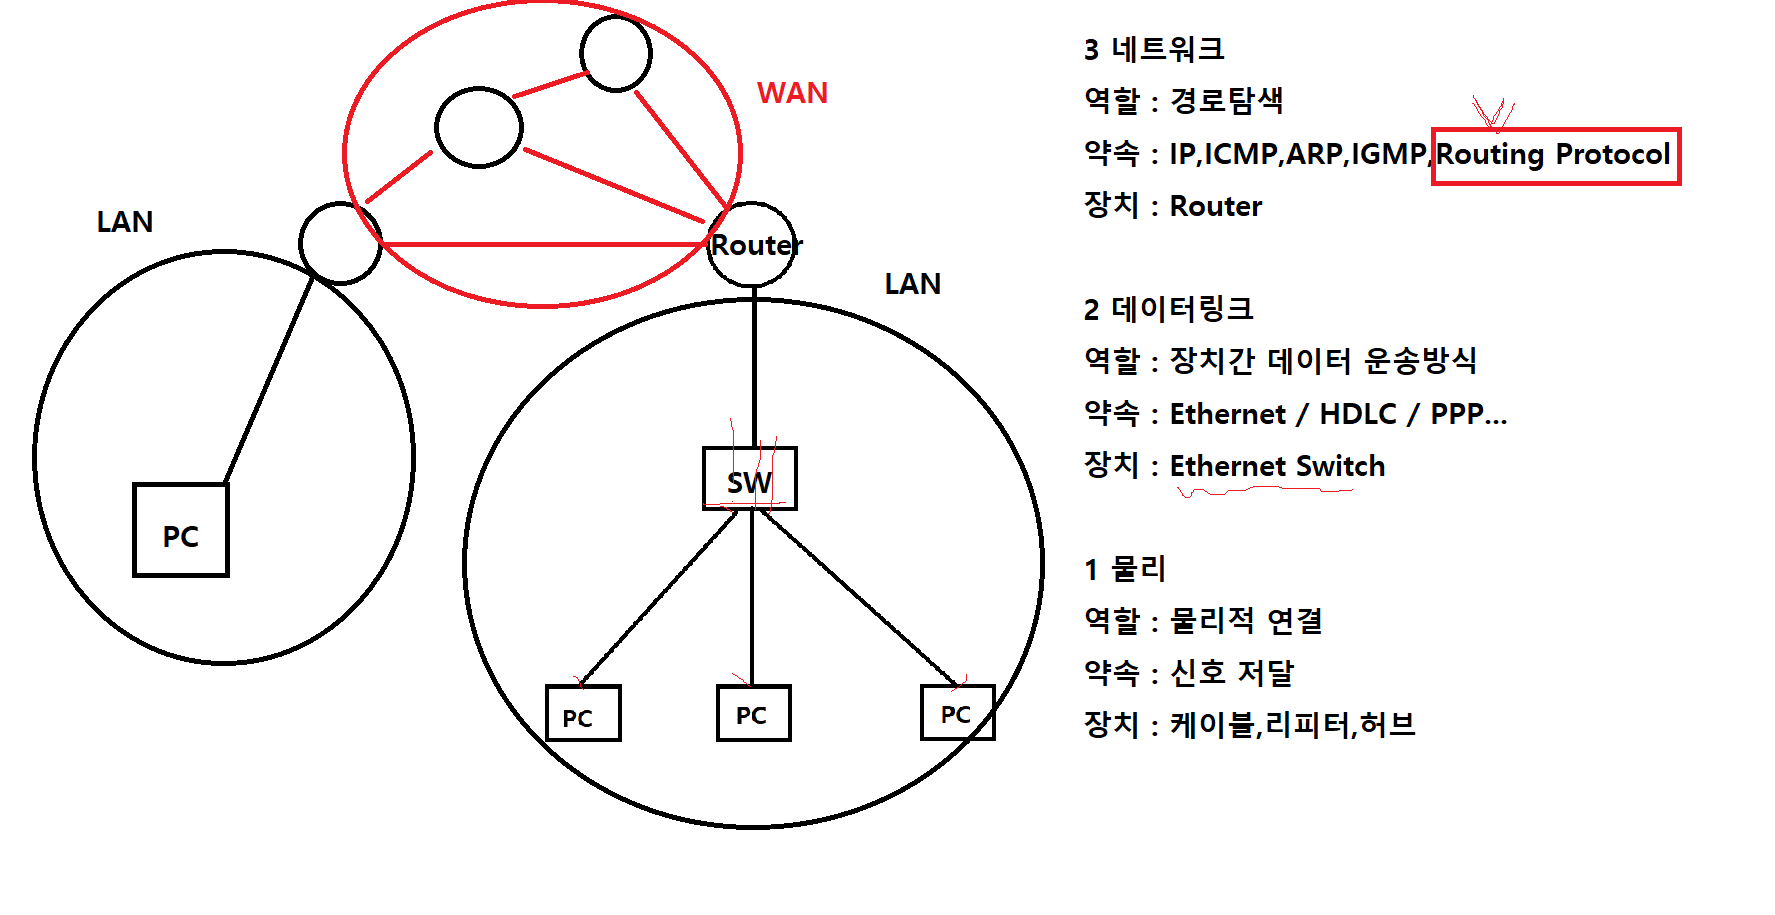 WAN
LAN
Router
LAN
SW
PC
PC
PC
PC
3 네트워크
역할 : 경로탐색
약속 : IP,ICMP,ARP,IGMP,Routing Protocol
장치 : Router
2 데이터링크
역할 : 장치간 데이터 운송방식
약속 : Ethernet / HDLC / PPP...
장치 : Ethernet Switch
1 물리
역할 : 물리적 연결
약속 : 신호 저달
장치 : 케이블,리피터,허브